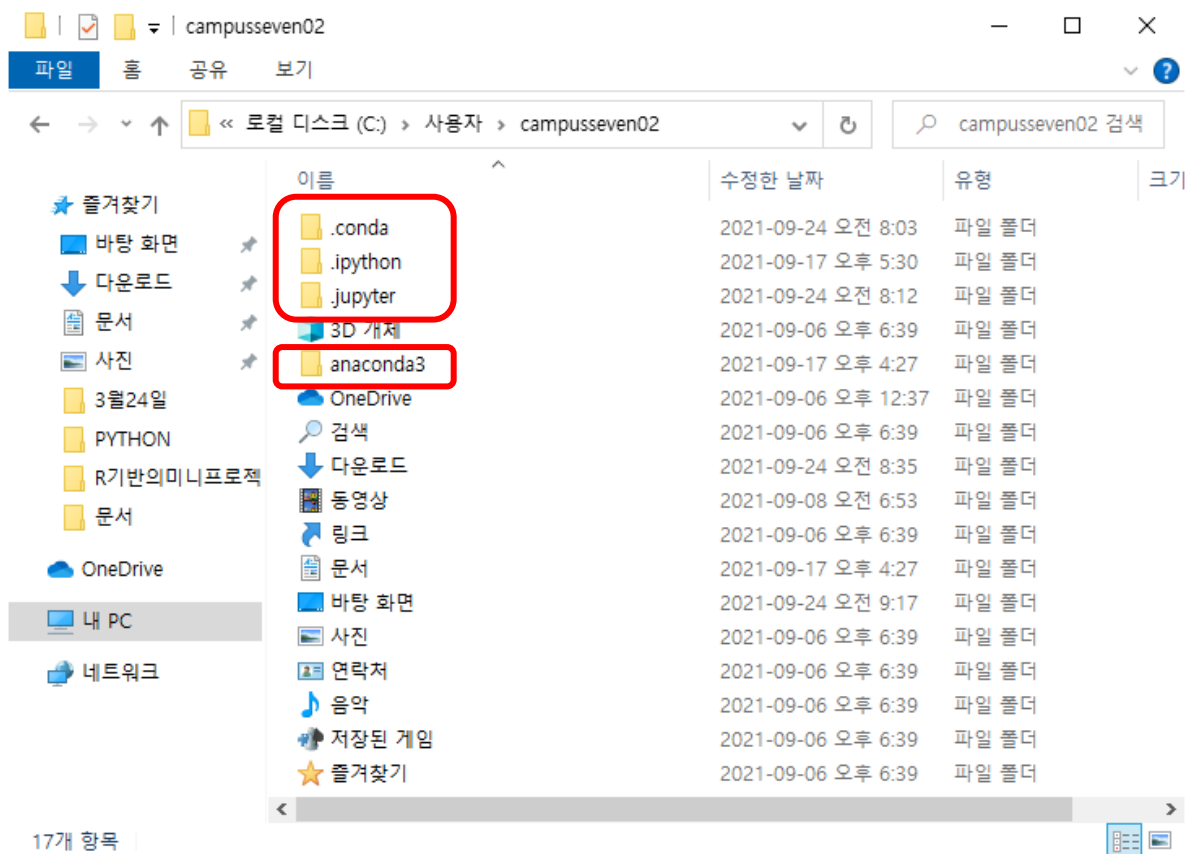 campusseven02
파일 홈 공유 보기
« 로컬 디스크 (C:) › 사용자 › campusseven02
campusseven02 검색
즐겨찾기
바탕 화면
다운로드
문서
사진
3월24일
PYTHON
R기반의미니프로젝
문서
OneDrive
내 PC
네트워크
이름 수정한 날짜 유형 크기
.conda 2021-09-24 오전 8:03 파일 폴더
.ipython 2021-09-17 오후 5:30 파일 폴더
.jupyter 2021-09-24 오전 8:12 파일 폴더
3D 개체 2021-09-06 오후 6:39 파일 폴더
anaconda3 2021-09-17 오후 4:27 파일 폴더
OneDrive 2021-09-06 오후 12:37 파일 폴더
검색 2021-09-06 오후 6:39 파일 폴더
다운로드 2021-09-24 오전 8:35 파일 폴더
동영상 2021-09-08 오전 6:53 파일 폴더
링크 2021-09-06 오후 6:39 파일 폴더
문서 2021-09-17 오후 4:27 파일 폴더
바탕 화면 2021-09-24 오전 9:17 파일 폴더
사진 2021-09-06 오후 6:39 파일 폴더
연락처 2021-09-06 오후 6:39 파일 폴더
음악 2021-09-06 오후 6:39 파일 폴더
저장된 게임 2021-09-06 오후 6:39 파일 폴더
즐겨찾기 2021-09-06 오후 6:39 파일 폴더
17개 항목